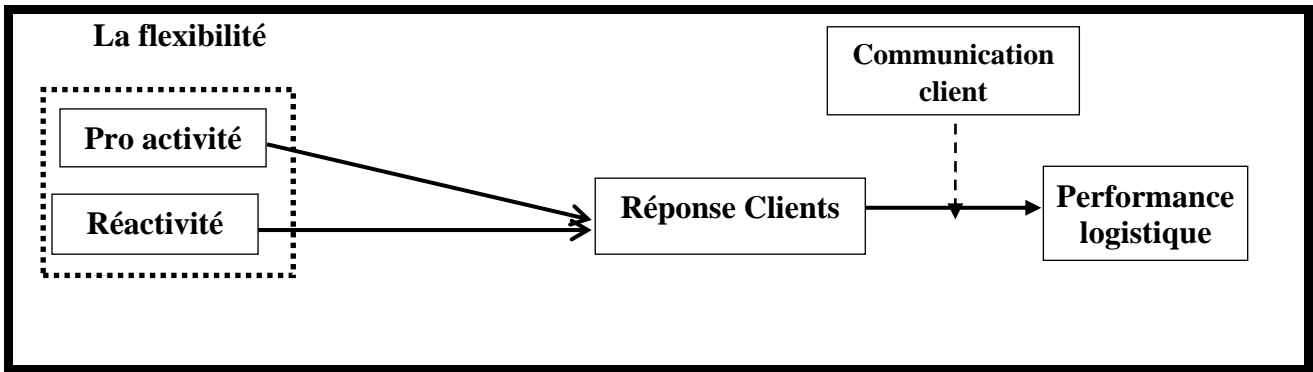 La flexibilité
Communication
client
Pro activité
Réactivité
Réponse Clients
Performance
logistique